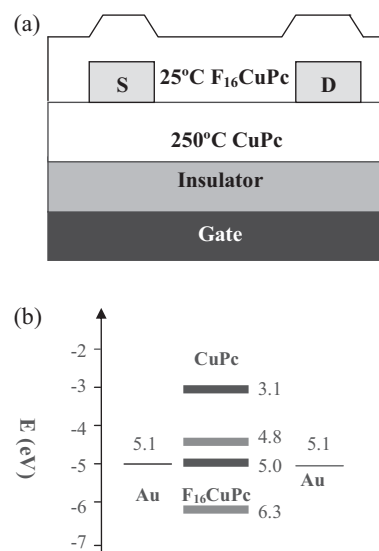 (a)
25ºC F₁₆CuPc
S D
250ºC CuPc
Insulator
Gate
(b)
CuPc
-2
-3 3.1
-4
5.1 4.8 5.1
-5 5.0
Au F₁₆CuPc Au
-6 6.3
-7
E (eV)